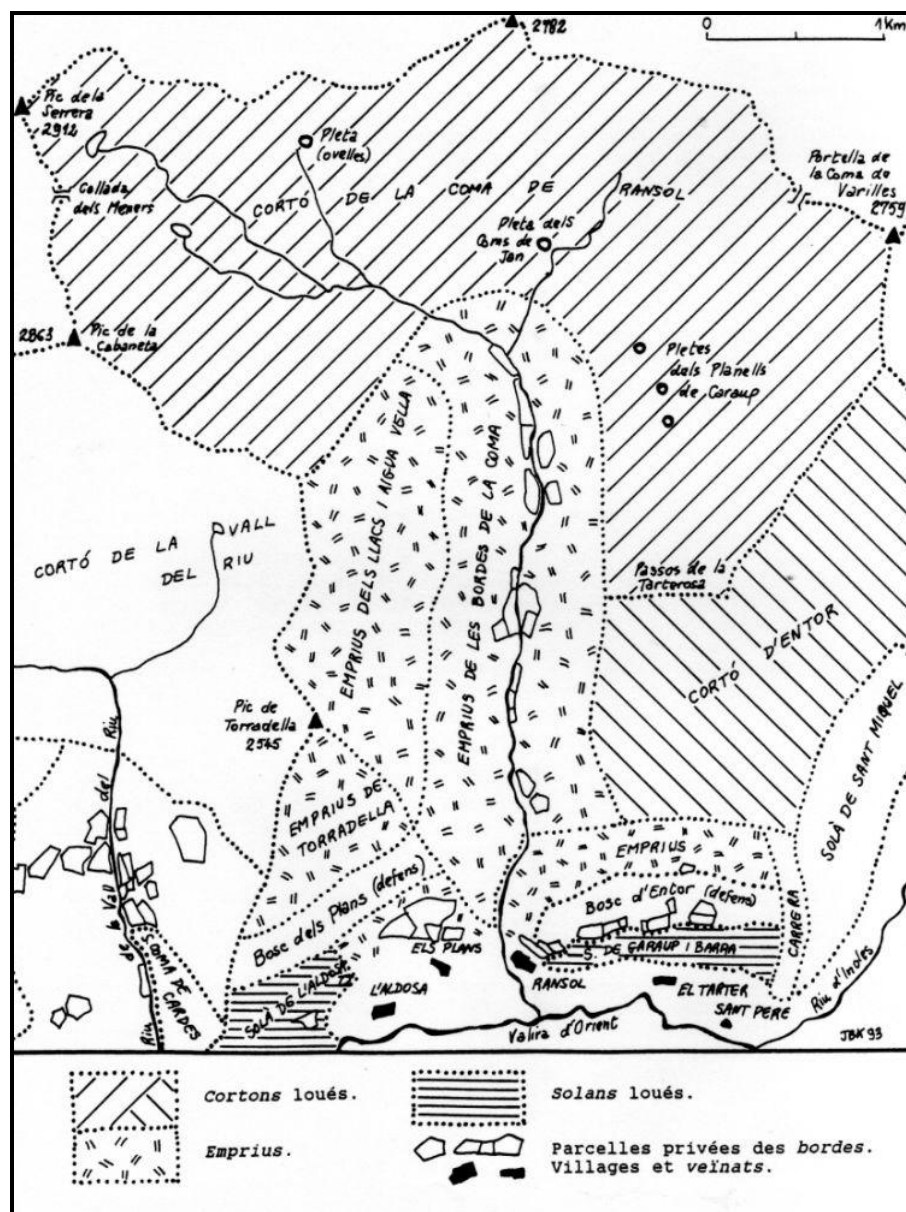 2782
0 1 Km
Pic de la
Serrera
2912
Pleta
(ovelles)
Portella de
la Coma de
Varilles
2759
Collada
dels Meners
CORTÓ DE LA COMA DE RANSOL
Pleta dels
Coms de
Jan
2863
Pic de la
Cabaneta
Pletes
dels Planells
de Garaup
EMPRIUS DELS LLACS I AIGUA VELLA
EMPRIUS DE LES BORDES DE LA COMA
CORTÓ DE LA VALL
DEL RIU
Passos de la
Tarterosa
CORTÓ D'ENTOR
Pic de
Torradella
2545
SOLÀ DE SANT MIQUEL
Riu de la Vall del Riu
EMPRIUS DE
TORRADELLA
EMPRIUS
Bosc dels Plans (defens)
Bosc d'Entor (defens)
CARRERA
S. COMA DE
CARDES
ELS PLANS
S. DE GARAUP I BARRA
SOLÀ DE L'ALDOSA
L'ALDOSA
RANSOL
EL TARTER
SANT PERE
Riu d'Inclés
Valira d'Orient
JBK 93
Cortons loués.
Solans loués.
Emprius.
Parcelles privées des bordes.
Villages et veïnats.